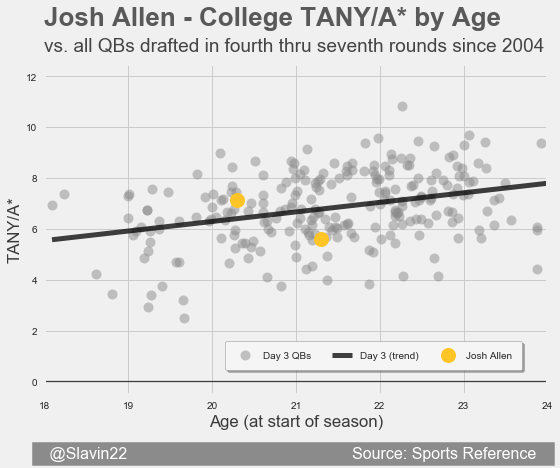 Josh Allen - College TANY/A* by Age
vs. all QBs drafted in fourth thru seventh rounds since 2004
12
10
8
6
4
2
0
TANY/A*
Day 3 QBs Day 3 (trend) Josh Allen
18 19 20 21 22 23 24
Age (at start of season)
@Slavin22 Source: Sports Reference